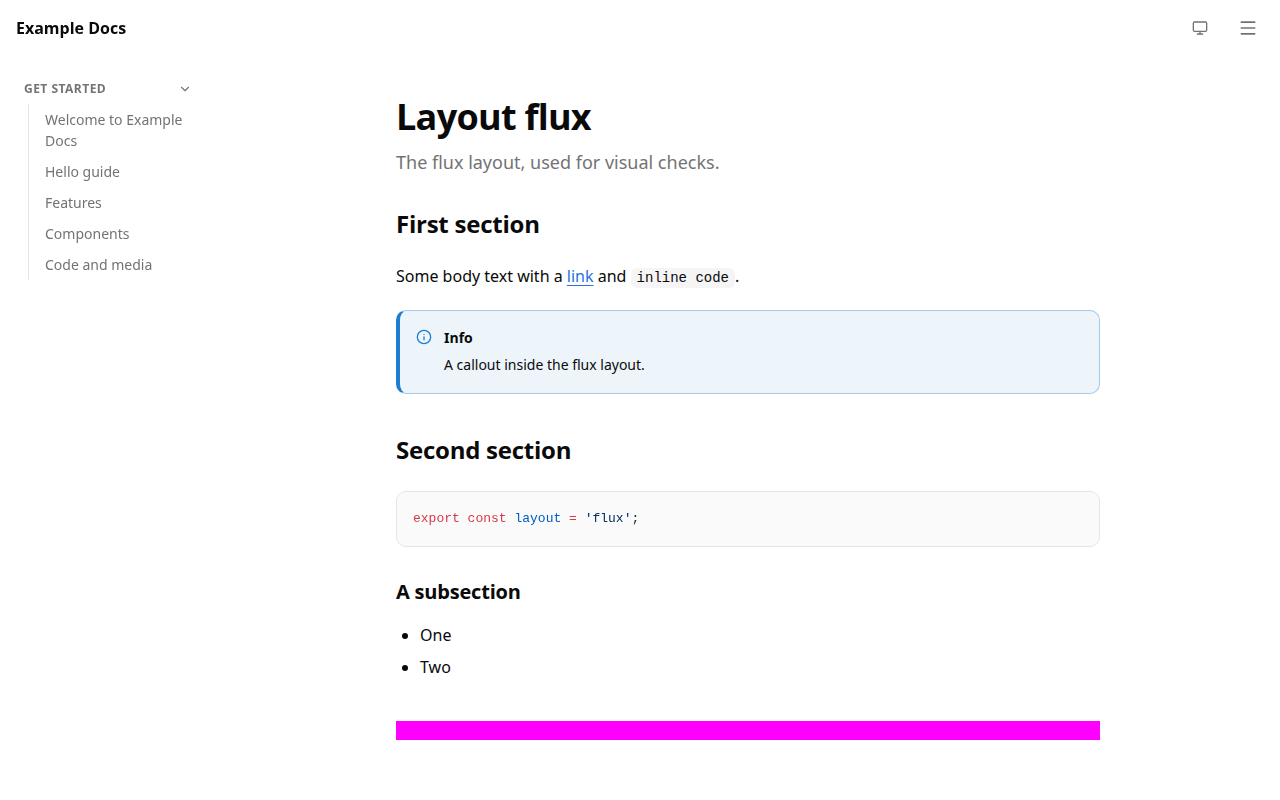 Example Docs
GET STARTED
Welcome to Example
Docs
Hello guide
Features
Components
Code and media
Layout flux
The flux layout, used for visual checks.
First section
Some body text with a link and inline code.
Info
A callout inside the flux layout.
Second section
export const layout = 'flux';
A subsection
One
Two